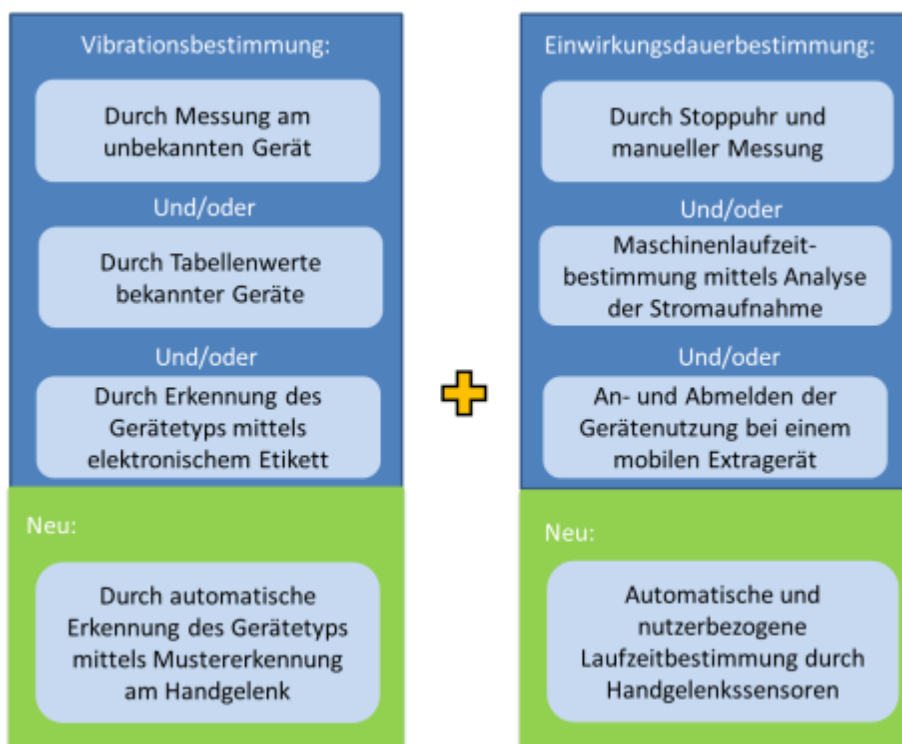 Vibrationsbestimmung:
Durch Messung am
unbekannten Gerät
Und/oder
Durch Tabellenwerte
bekannter Geräte
Und/oder
Durch Erkennung des
Gerätetyps mittels
elektronischem Etikett
Neu:
Durch automatische
Erkennung des Gerätetyps
mittels Mustererkennung
am Handgelenk
Einwirkungsdauerbestimmung:
Durch Stoppuhr und
manueller Messung
Und/oder
Maschinenlaufzeit-
bestimmung mittels Analyse
der Stromaufnahme
Und/oder
An- und Abmelden der
Gerätenutzung bei einem
mobilen Extragerät
Neu:
Automatische und
nutzerbezogene
Laufzeitbestimmung durch
Handgelenkssensoren